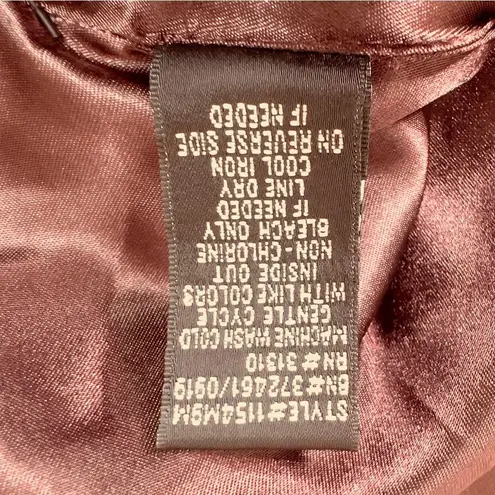 STYLE#1154M9M
BN#372461/0919
RN#31310
MACHINE WASH COLD
GENTLE CYCLE
WITH LIKE COLORS
INSIDE OUT
NON-CHLORINE
BLEACH ONLY
IF NEEDED
LINE DRY
COOL IRON
ON REVERSE SIDE
IF NEEDED